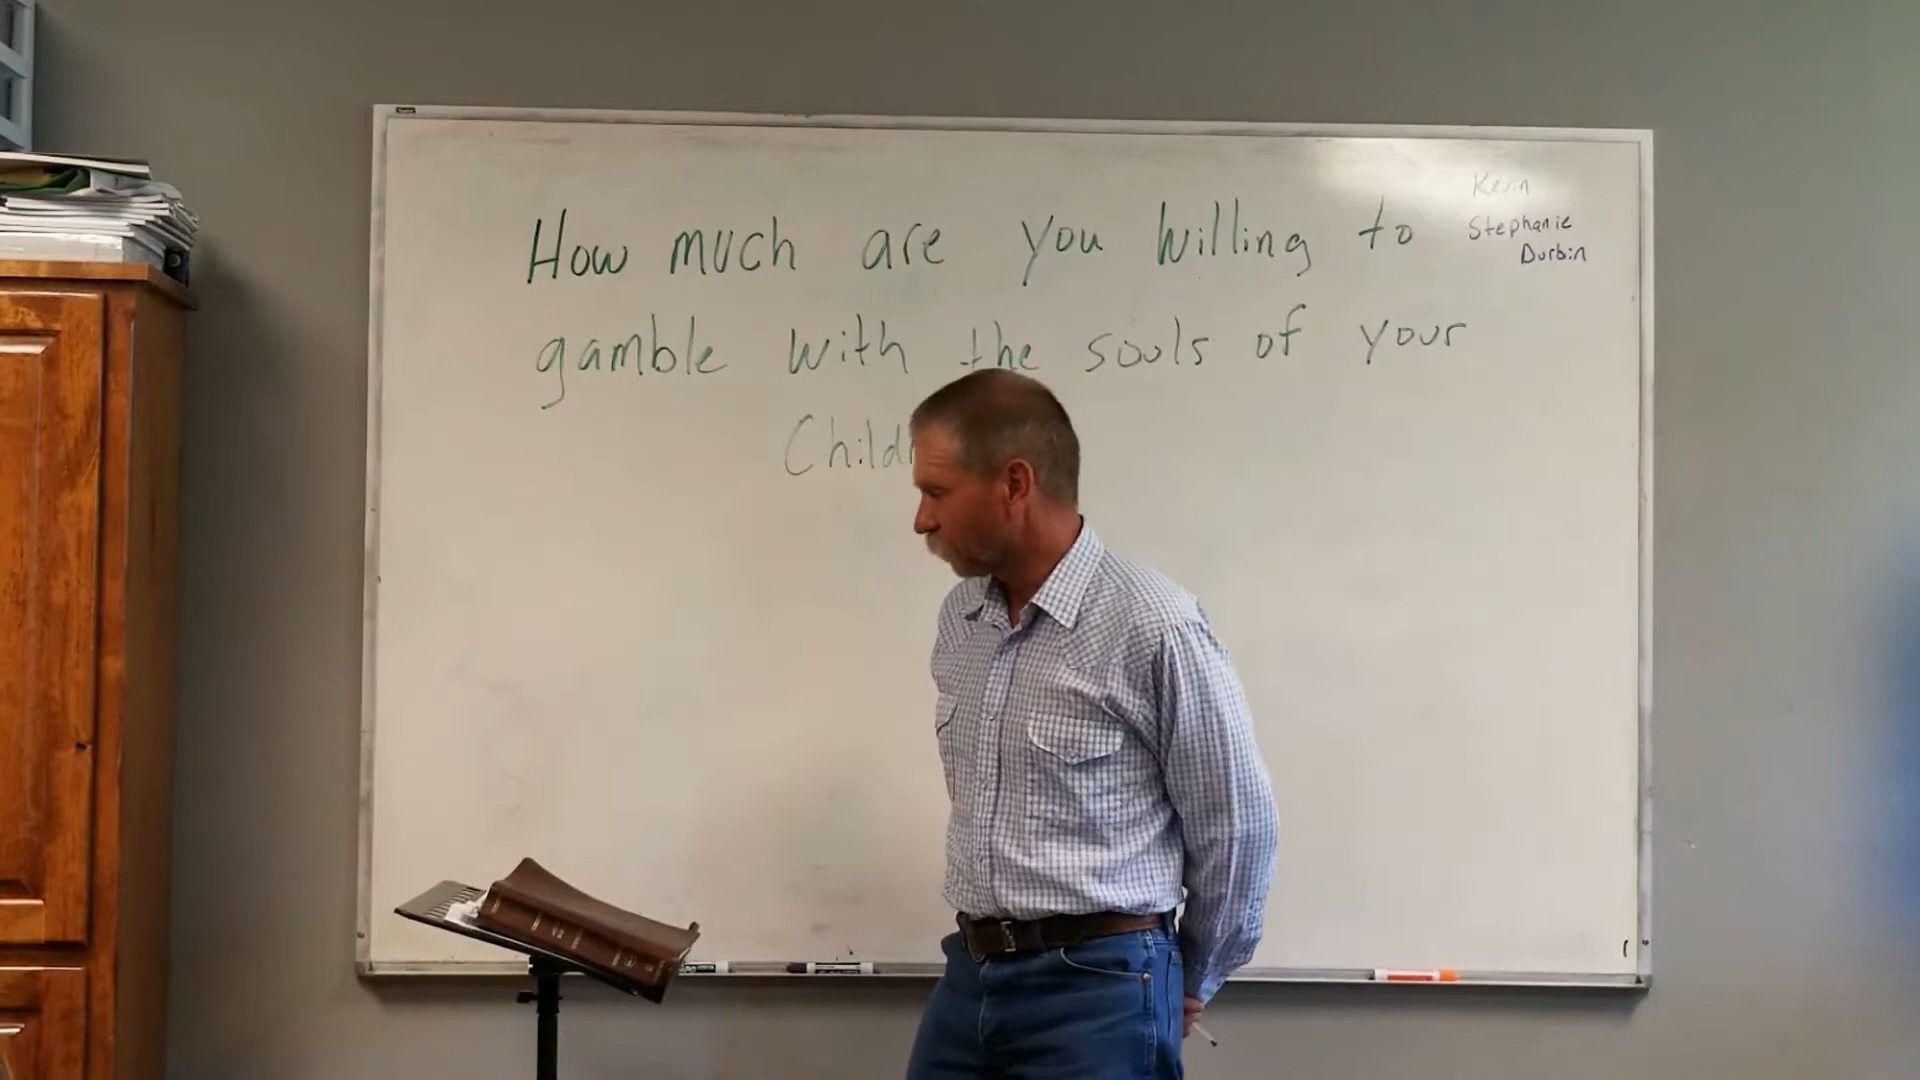 How much are you willing to
gamble with the souls of your
Child
Kevin
Stephanie
Durbin